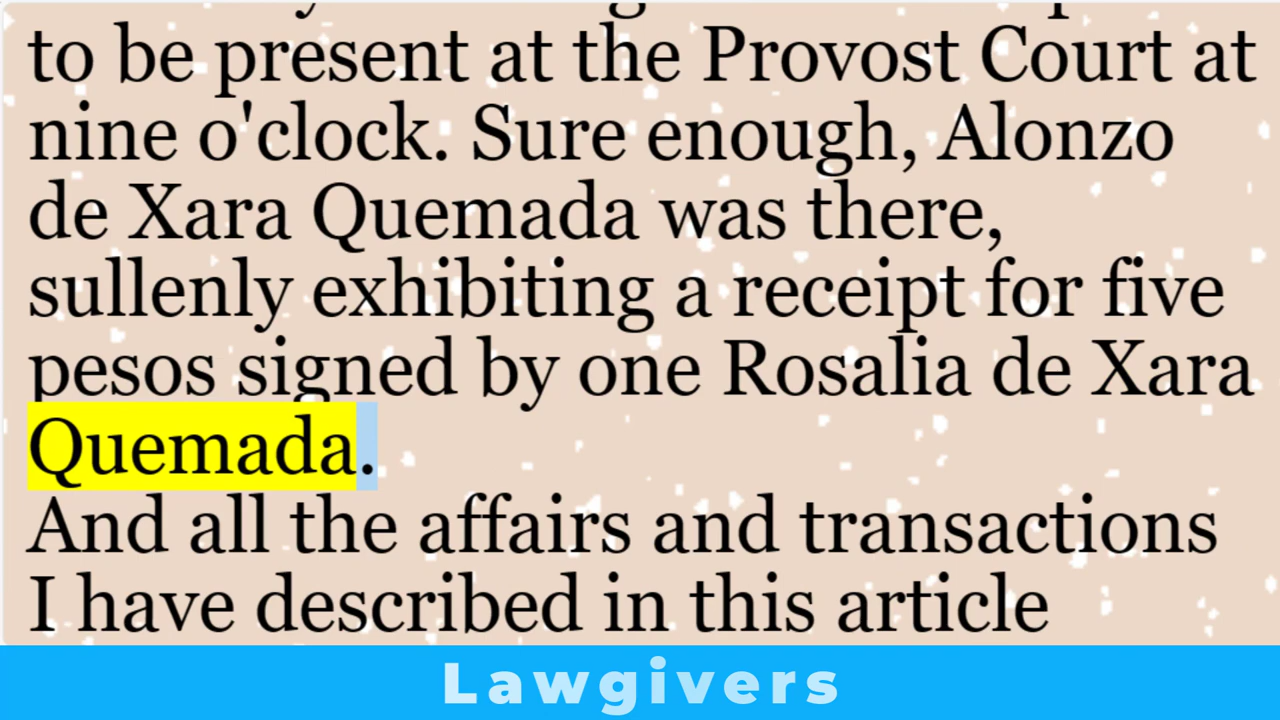 to be present at the Provost Court at
nine o'clock. Sure enough, Alonzo
de Xara Quemada was there,
sullenly exhibiting a receipt for five
pesos signed by one Rosalia de Xara
Quemada.
And all the affairs and transactions
I have described in this article
Lawgivers